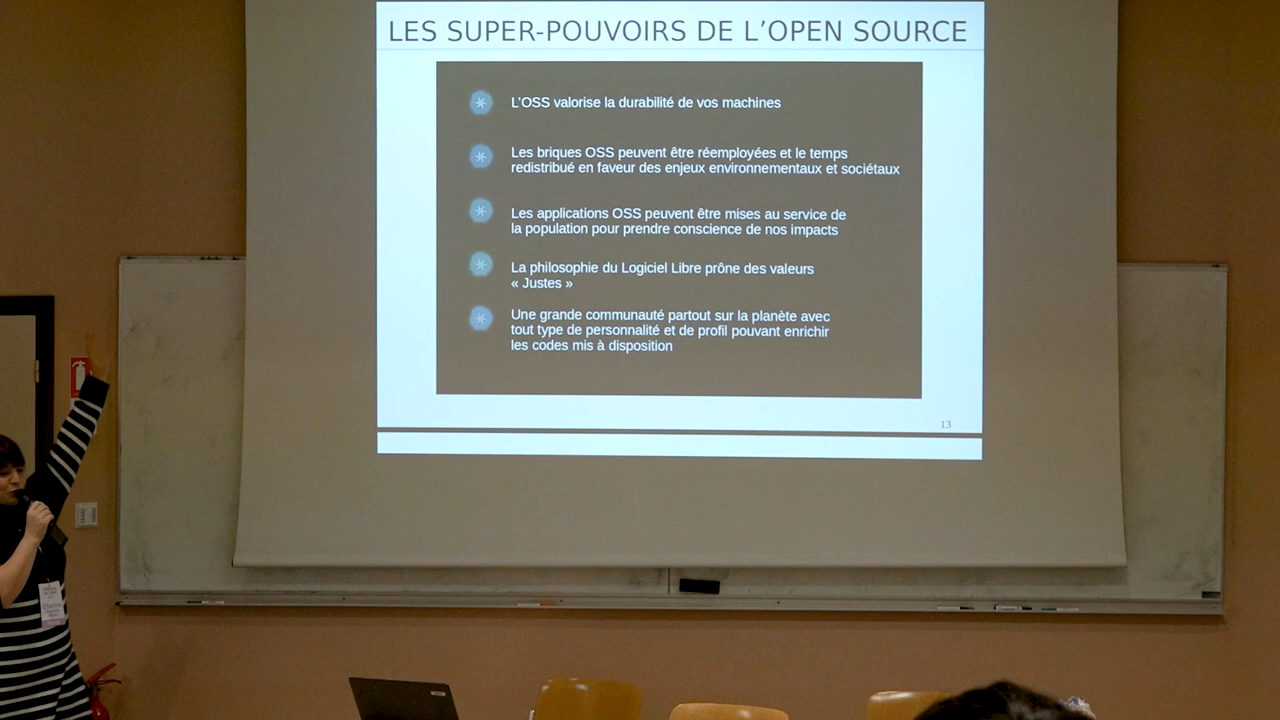 LES SUPER-POUVOIRS DE L'OPEN SOURCE
L'OSS valorise la durabilité de vos machines
Les briques OSS peuvent être réemployées et le temps
redistribué en faveur des enjeux environnementaux et sociétaux
Les applications OSS peuvent être mises au service de
la population pour prendre conscience de nos impacts
La philosophie du Logiciel Libre prône des valeurs
« Justes »
Une grande communauté partout sur la planète avec
tout type de personnalité et de profil pouvant enrichir
les codes mis à disposition
13